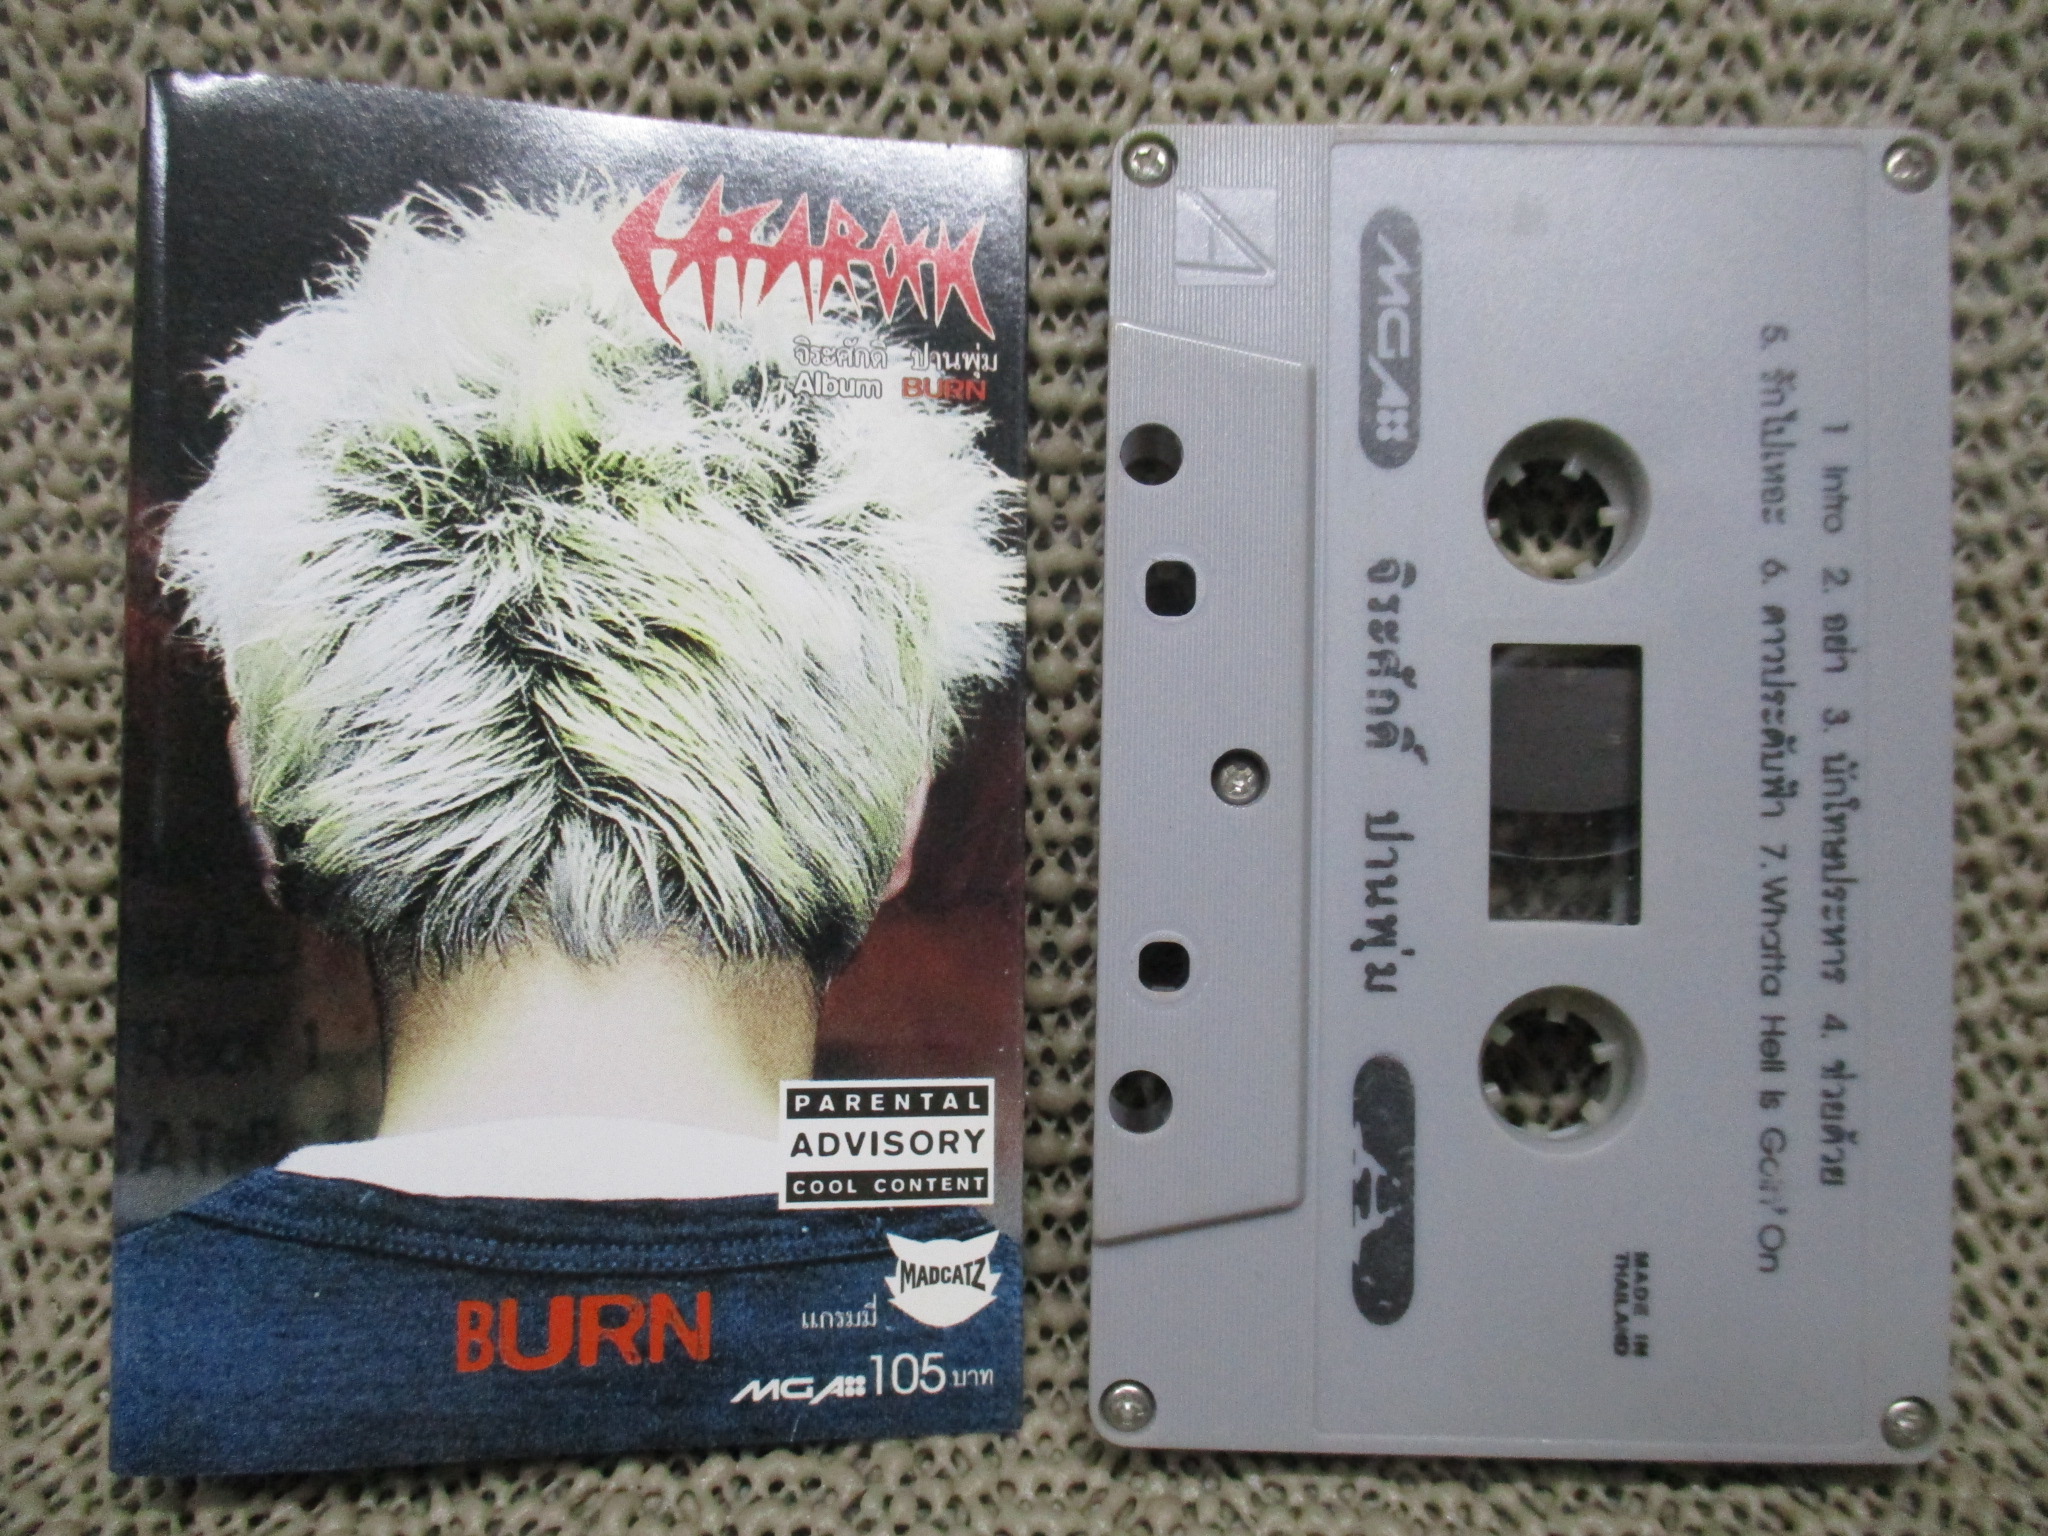 จิระศักดิ์ ปานพุ่ม
Album BURN
PARENTAL
ADVISORY
COOL CONTENT
MADCATZ
BURN
แกรมมี่
MGA 105 บาท
A
MGA
จิระศักดิ์ ปานพุ่ม
1 Intro 2. อย่า 3. นักโทษประหาร 4. ช่วยด้วย
5. รักไปเหอะ 6. ดาวประดับฟ้า 7. Whatta Hell Is Goin' On
MADE IN
THAILAND